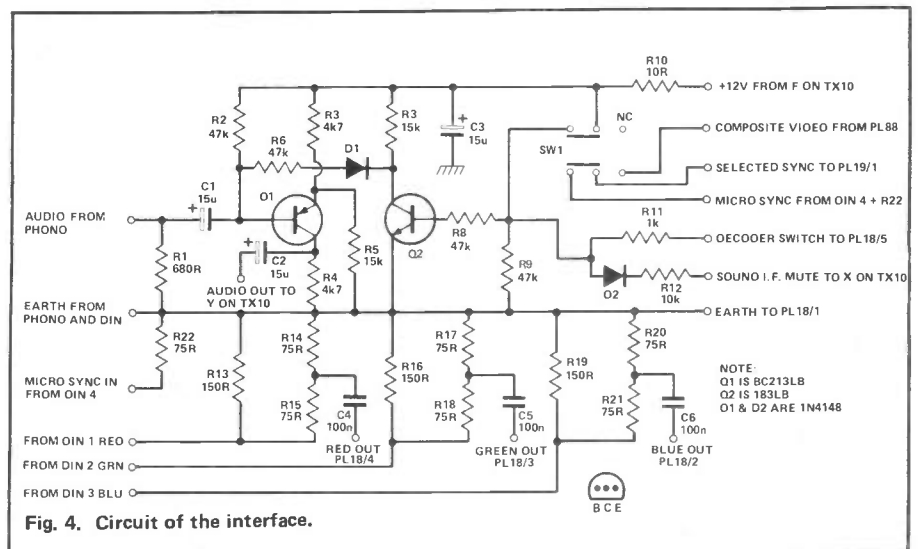 R10
10R
+12V FROM F ON TX10
R2
47k
R3
4k7
R3
15k
C3
15u
+
NC
SW1
COMPOSITE VIDEO FROM PL88
SELECTED SYNC TO PL19/1
MICRO SYNC FROM OIN 4 + R22
R6
47k
D1
C1
15u
+
O1
Q2
R8
47k
R11
1k
OECODER SWITCH TO PL18/5
AUDIO FROM
PHONO
R1
680R
+
C2
15u
R5
15k
R4
4k7
R9
47k
O2
R12
10k
SOUNO I.F. MUTE TO X ON TX10
AUDIO OUT TO
Y ON TX10
EARTH FROM
PHONO AND DIN
EARTH TO PL18/1
R22
75R
R13
150R
R14
75R
R16
150R
R17
75R
R19
150R
R20
75R
NOTE:
Q1 IS BC213LB
Q2 IS 183LB
O1 & D2 ARE 1N4148
MICRO SYNC IN
FROM OIN 4
R15
75R
C4
100n
R18
75R
C5
100n
R21
75R
C6
100n
FROM OIN 1 REO
RED OUT
PL18/4
GREEN OUT
PL18/3
BLUE OUT
PL18/2
FROM DIN 2 GRN
FROM DIN 3 BLU
B C E
Fig. 4. Circuit of the interface.